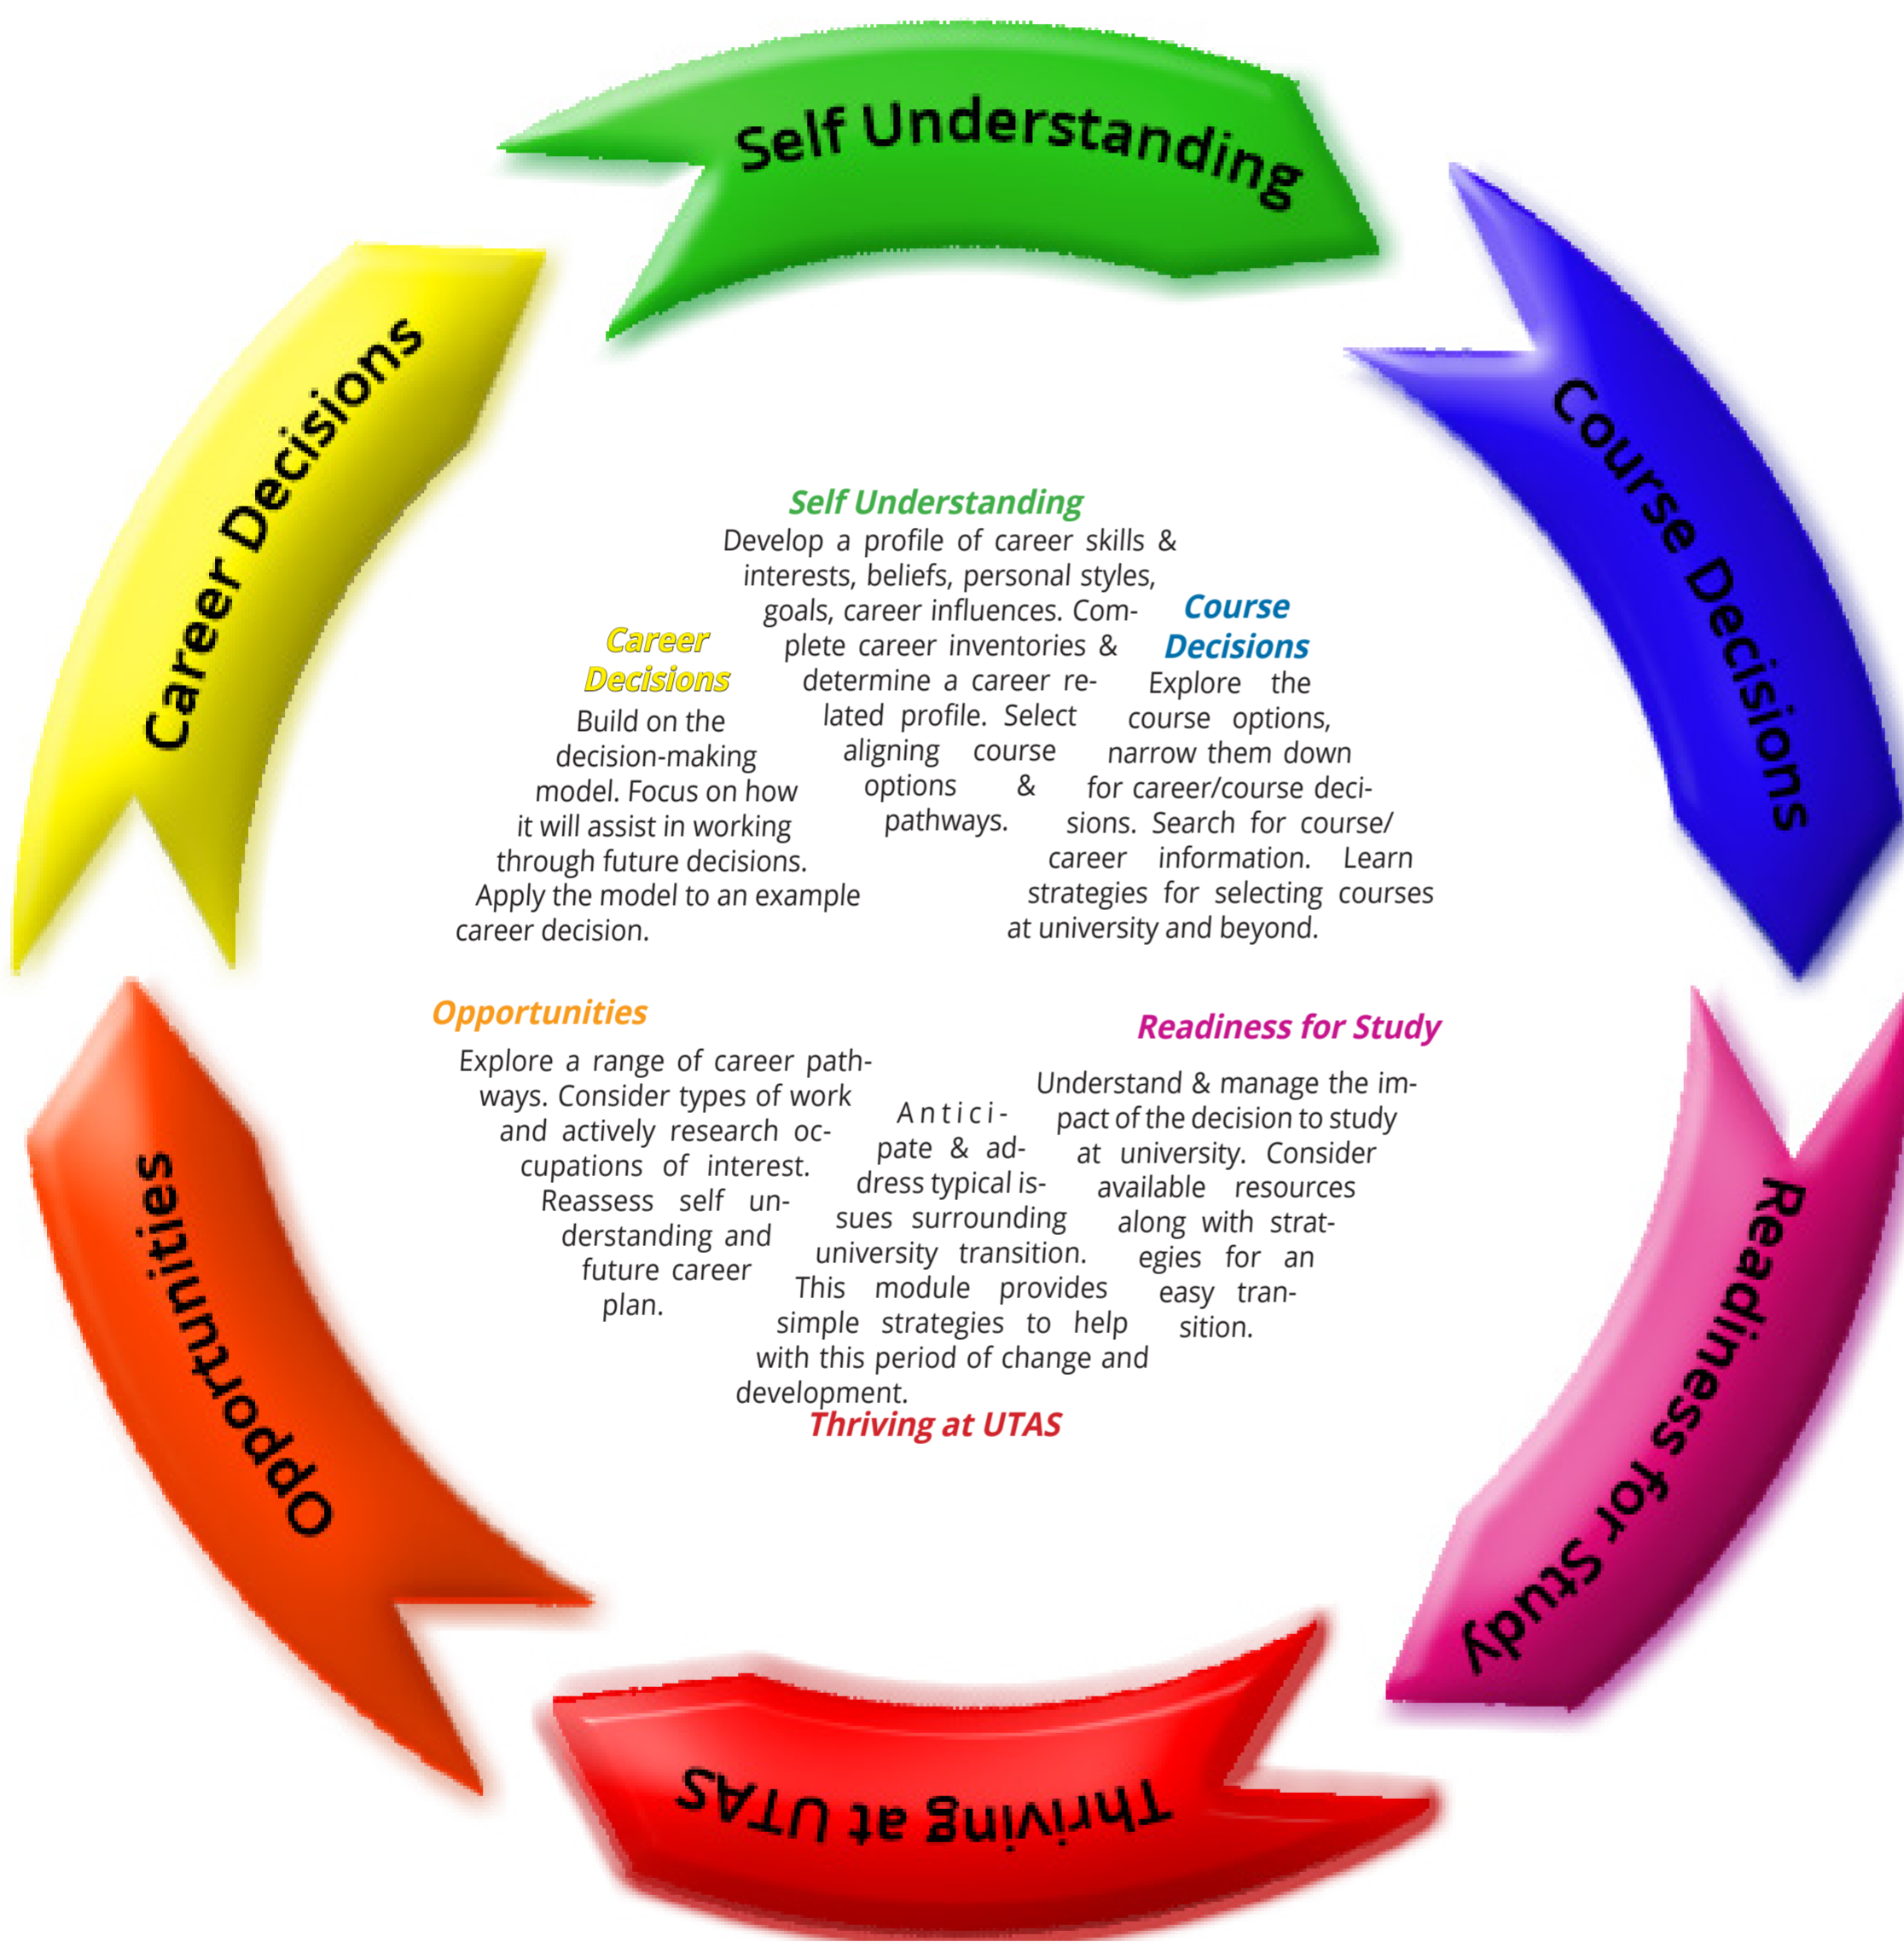 Self Understanding
Course Decisions
Readiness for Study
Thriving at UTAS
Opportunities
Career Decisions
Self Understanding
Develop a profile of career skills &
interests, beliefs, personal styles,
goals, career influences. Com-
plete career inventories &
determine a career re-
lated profile. Select
aligning course
options &
pathways.
Course
Decisions
Explore the
course options,
narrow them down
for career/course deci-
sions. Search for course/
career information. Learn
strategies for selecting courses
at university and beyond.
Readiness for Study
Understand & manage the im-
pact of the decision to study
at university. Consider
available resources
along with strat-
egies for an
easy tran-
sition.
Antici-
pate & ad-
dress typical is-
sues surrounding
university transition.
This module provides
simple strategies to help
with this period of change and
development.
Thriving at UTAS
Opportunities
Explore a range of career path-
ways. Consider types of work
and actively research oc-
cupations of interest.
Reassess self un-
derstanding and
future career
plan.
Career
Decisions
Build on the
decision-making
model. Focus on how
it will assist in working
through future decisions.
Apply the model to an example
career decision.